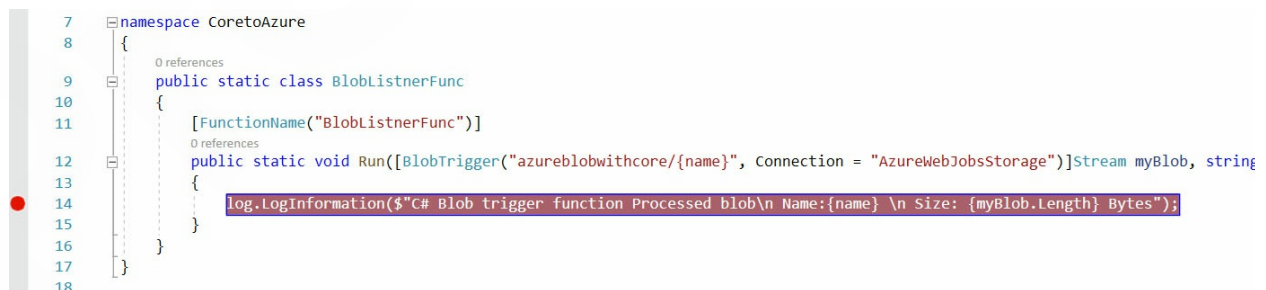 7 namespace CoretoAzure
8 {
0 references
9 public static class BlobListnerFunc
10 {
11 [FunctionName("BlobListnerFunc")]
0 references
12 public static void Run([BlobTrigger("azureblobwithcore/{name}", Connection = "AzureWebJobsStorage")]Stream myBlob, string
13 {
14 log.LogInformation($"C# Blob trigger function Processed blob\n Name:{name} \n Size: {myBlob.Length} Bytes");
15 }
16 }
17 }
18